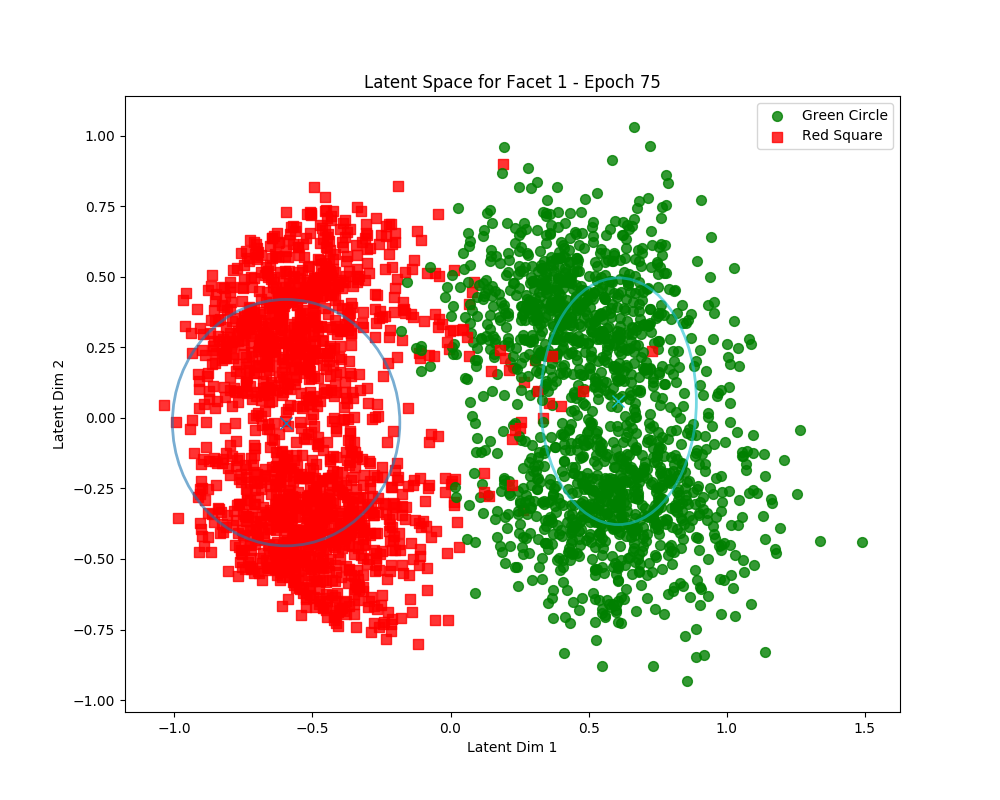 Latent Space for Facet 1 - Epoch 75
Green Circle
Red Square
1.00
0.75
0.50
0.25
0.00
−0.25
−0.50
−0.75
−1.00
Latent Dim 2
−1.0 −0.5 0.0 0.5 1.0 1.5
Latent Dim 1